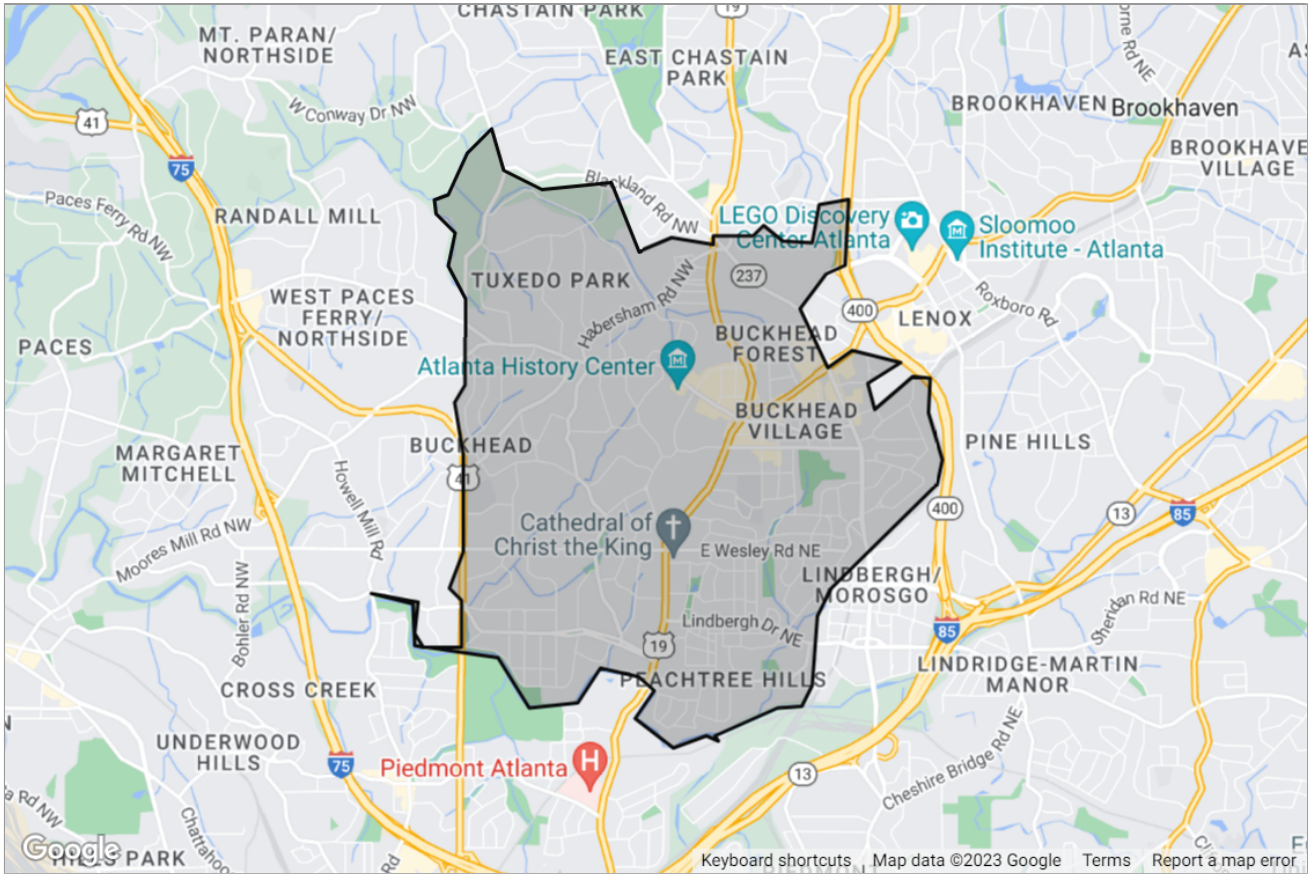 CHASTAIN PARK
19
MT. PARAN/
NORTHSIDE
EAST CHASTAIN
PARK
W Conway Dr NW
41
75
BROOKHAVEN
Brookhaven
BROOKHAVE
VILLAGE
Paces Ferry Rd NW
RANDALL MILL
Blackland Rd NW
LEGO Discovery
Center Atlanta
Sloomoo
Institute - Atlanta
TUXEDO PARK
237
Habersham Rd NW
Roxboro Rd
WEST PACES
FERRY/
NORTHSIDE
400
LENOX
PACES
BUCKHEAD
FOREST
Atlanta History Center
BUCKHEAD
VILLAGE
BUCKHEAD
PINE HILLS
MARGARET
MITCHELL
41
Howell Mill Rd
400
13
85
Moores Mill Rd NW
Cathedral of
Christ the King
E Wesley Rd NE
LINDBERGH/
MOROSGO
Bohler Rd NW
Sheridan Rd NE
Lindbergh Dr NE
85
19
LINDRIDGE-MARTIN
MANOR
PEACHTREE HILLS
CROSS CREEK
UNDERWOOD
HILLS
75
Piedmont Atlanta
13
Cheshire Bridge Rd NE
Google
HILLS PARK
Keyboard shortcuts
Map data ©2023 Google
Terms
Report a map error